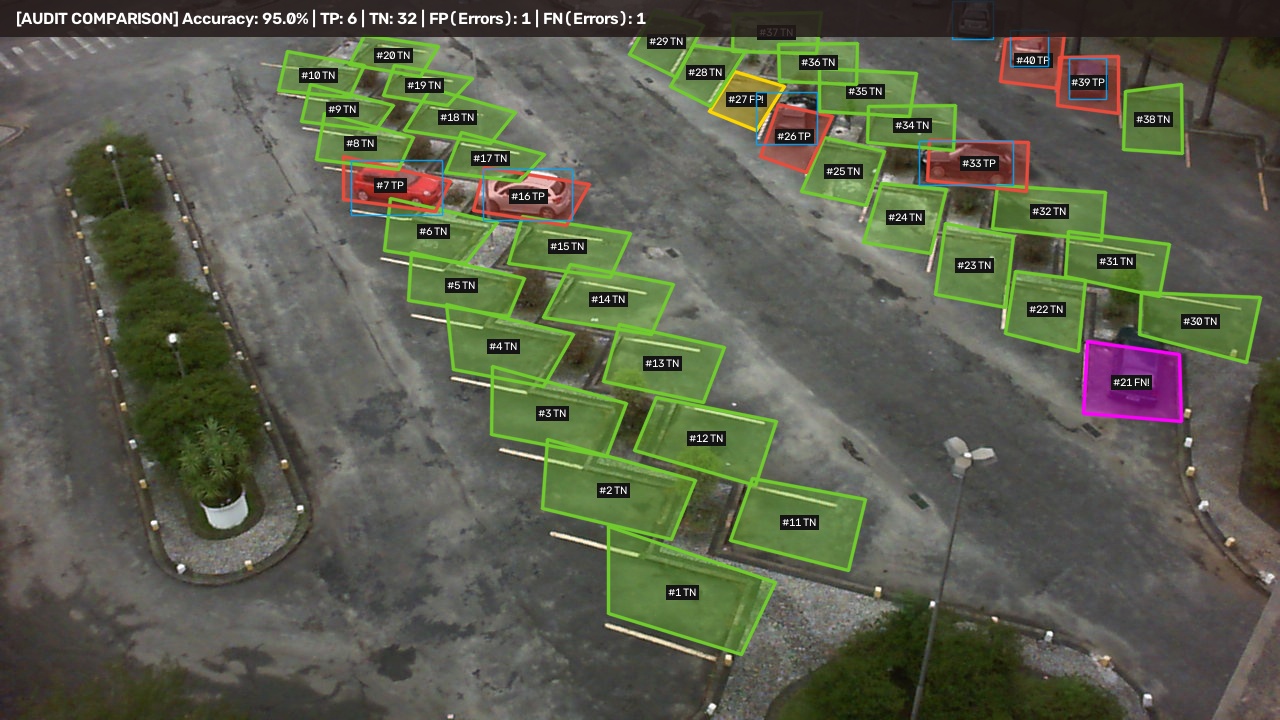 [AUDIT COMPARISON] Accuracy: 95.0% | TP: 6 | TN: 32 | FP(Errors): 1 | FN(Errors): 1
#37 TN
#29 TN
#20 TN
#36 TN
#40 TP
#10 TN
#28 TN
#39 TP
#19 TN
#35 TN
#27 FP!
#9 TN
#18 TN
#38 TN
#34 TN
#26 TP
#8 TN
#17 TN
#33 TP
#25 TN
#7 TP
#16 TP
#32 TN
#24 TN
#6 TN
#15 TN
#31 TN
#23 TN
#5 TN
#14 TN
#22 TN
#30 TN
#4 TN
#13 TN
#21 FN!
#3 TN
#12 TN
#2 TN
#11 TN
#1 TN